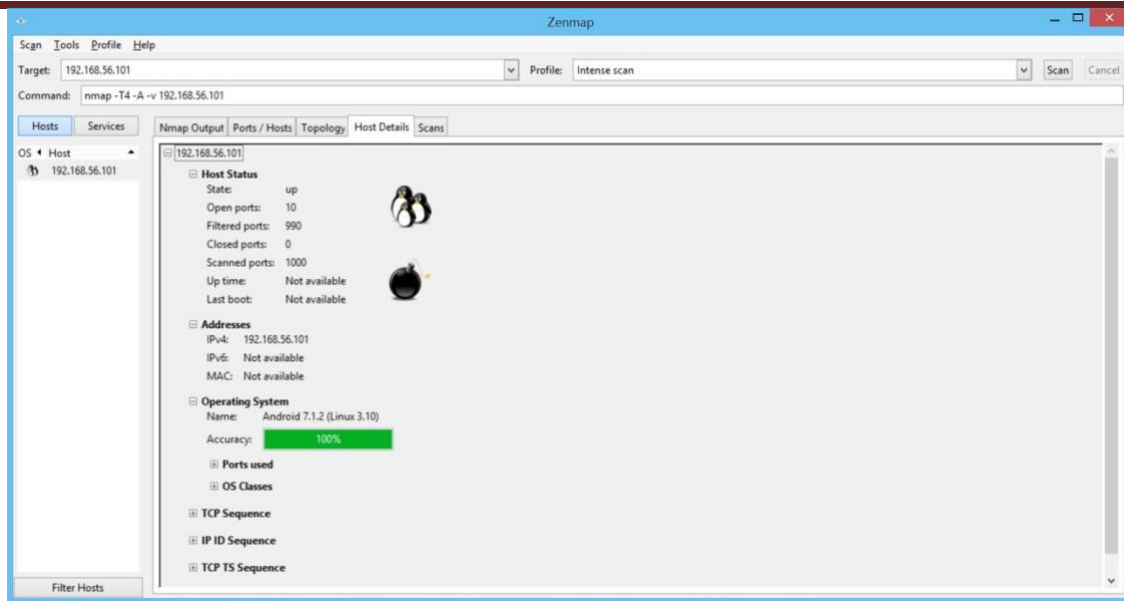 Zenmap
Scan Tools Profile Help
Target: 192.168.56.101 Profile: Intense scan Scan Cancel
Command: nmap -T4 -A -v 192.168.56.101
Hosts Services Nmap Output Ports / Hosts Topology Host Details Scans
OS Host
192.168.56.101
192.168.56.101
Host Status
State: up
Open ports: 10
Filtered ports: 990
Closed ports: 0
Scanned ports: 1000
Up time: Not available
Last boot: Not available
Addresses
IPv4: 192.168.56.101
IPv6: Not available
MAC: Not available
Operating System
Name: Android 7.1.2 (Linux 3.10)
Accuracy: 100%
Ports used
OS Classes
TCP Sequence
IP ID Sequence
TCP TS Sequence
Filter Hosts